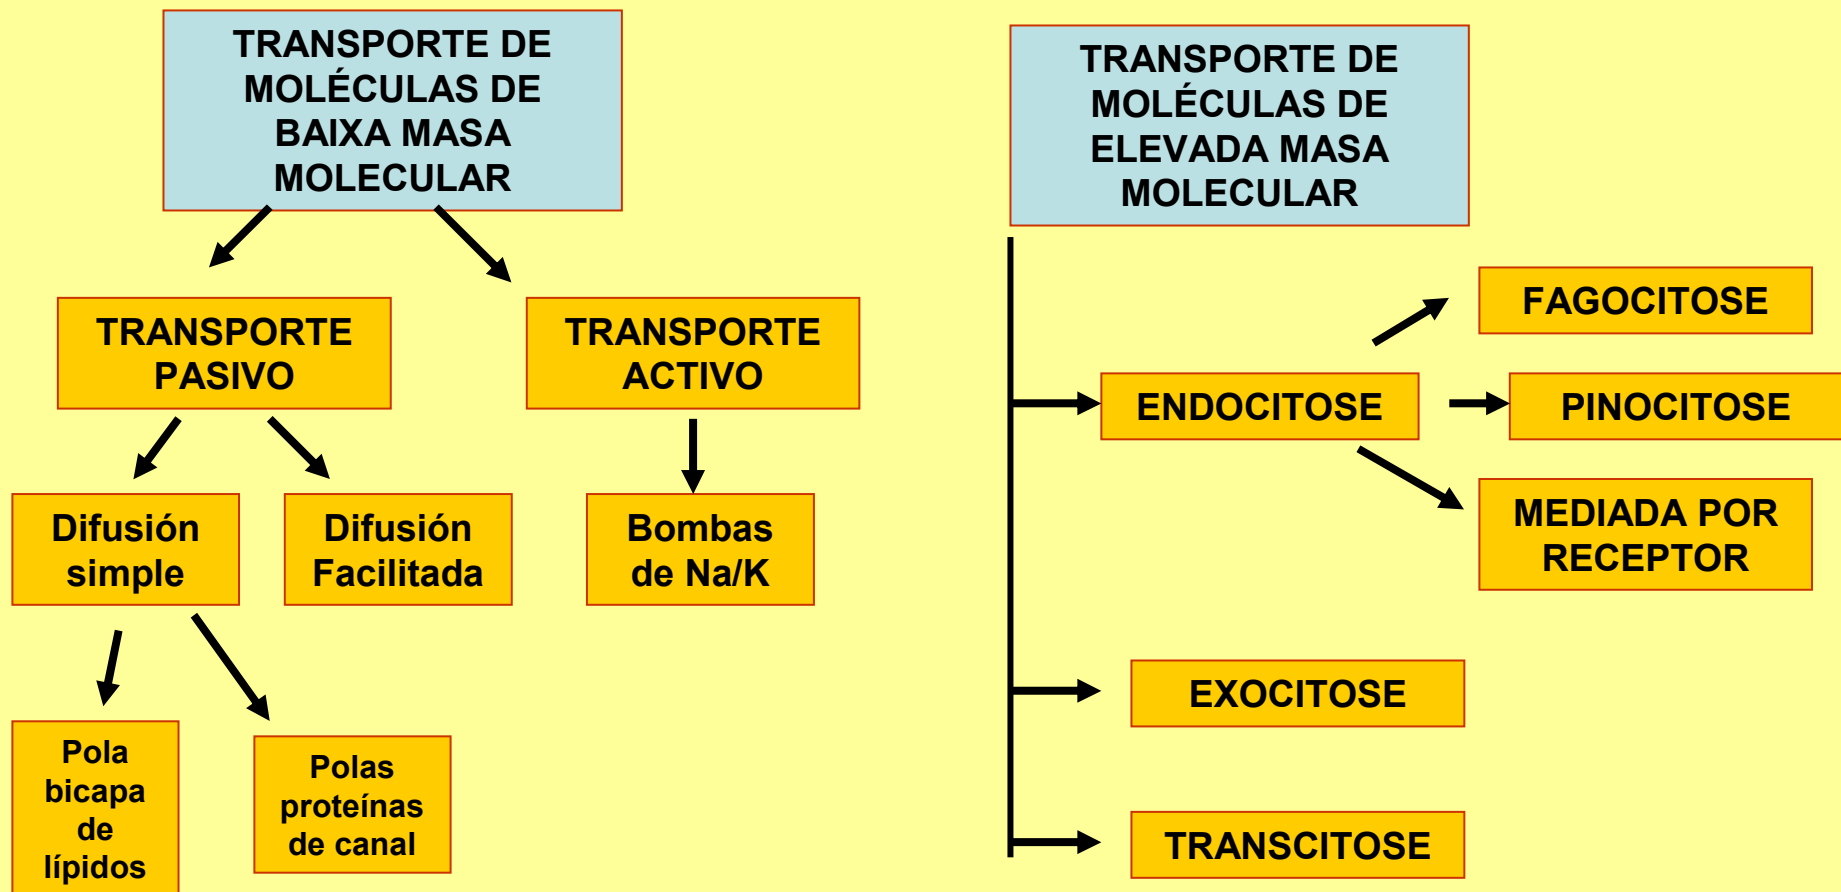 TRANSPORTE DE
MOLÉCULAS DE
BAIXA MASA
MOLECULAR
TRANSPORTE
PASIVO
TRANSPORTE
ACTIVO
Difusión
simple
Difusión
Facilitada
Bombas
de Na/K
Pola
bicapa
de
lípidos
Polas
proteínas
de canal
TRANSPORTE DE
MOLÉCULAS DE
ELEVADA MASA
MOLECULAR
ENDOCITOSE
FAGOCITOSE
PINOCITOSE
MEDIADA POR
RECEPTOR
EXOCITOSE
TRANSCITOSE